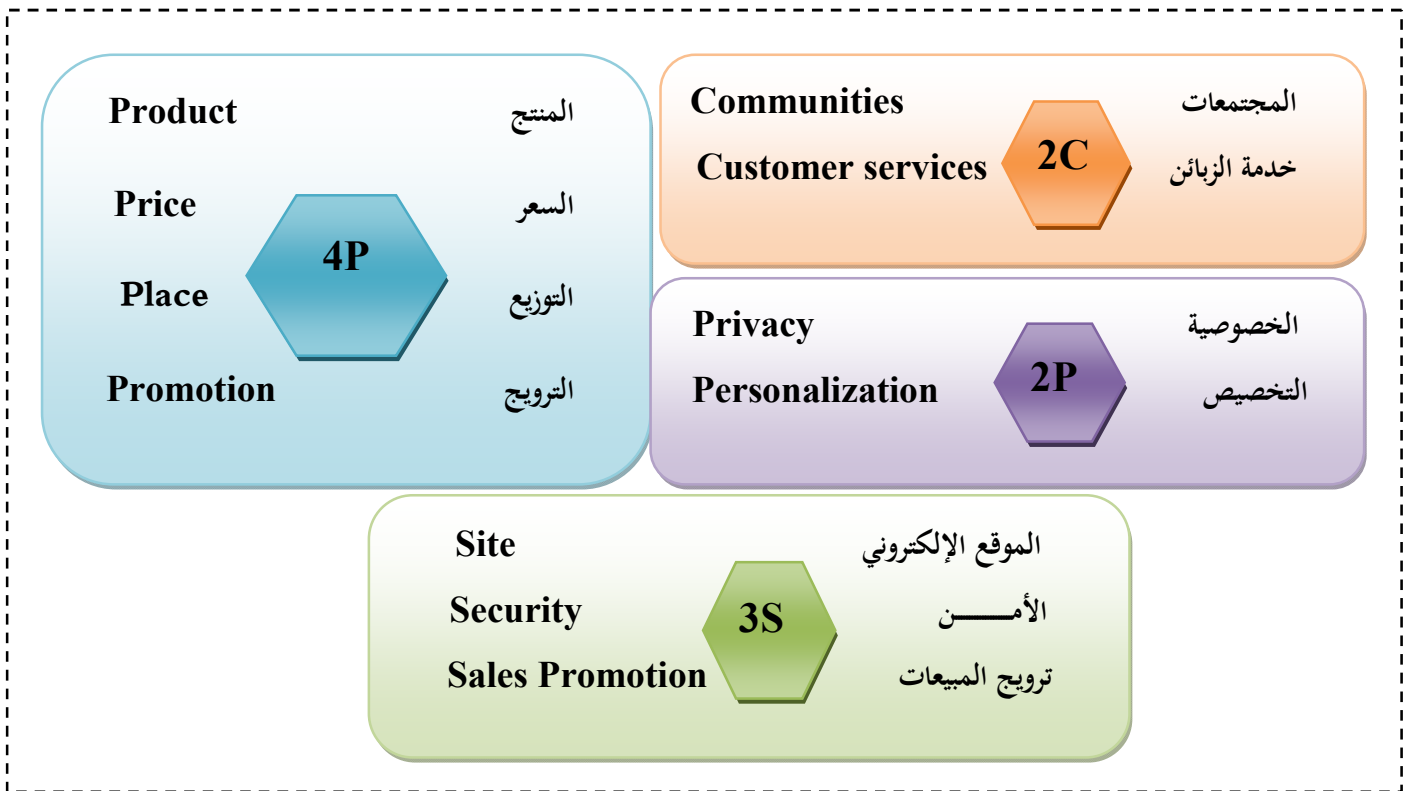 Product المنتج
Price السعر
4P
Place التوزيع
Promotion الترويج
Communities المجتمعات
2C
Customer services خدمة الزبائن
Privacy الخصوصية
2P
Personalization التخصيص
Site الموقع الإلكتروني
Security الأمـــــن
3S
Sales Promotion ترويج المبيعات